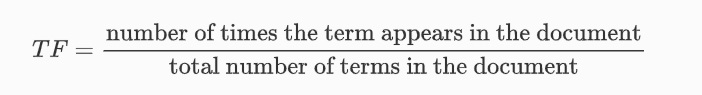 TF =
number of times the term appears in the document
total number of terms in the document